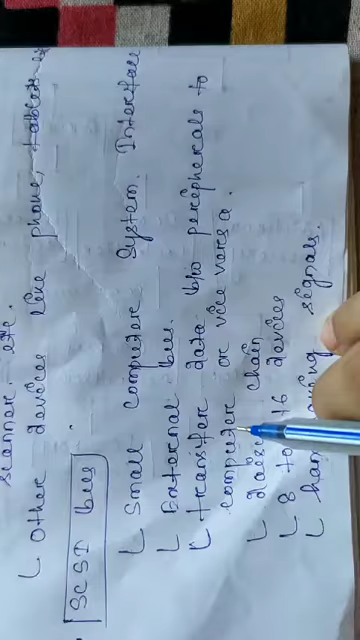 scanner. etc.
└ Other devices like phone, tablets etc
SCSI bus
└ Small computer System Interface
└ External bus.
└ transfer data b/w peripherals to
computer or vice versa.
└ daisy chain
└ 8 to 16 devices
└ signals.